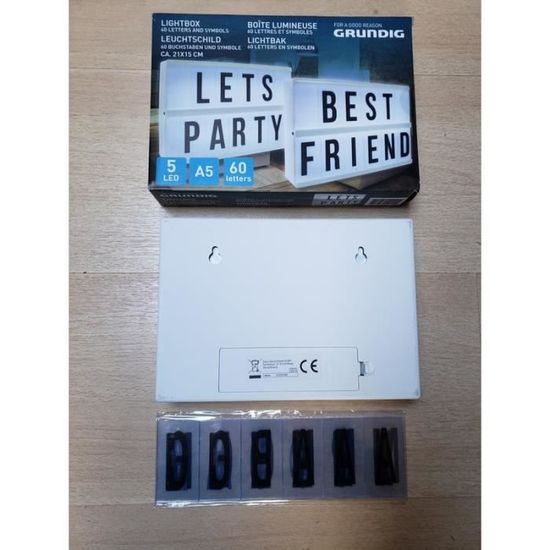 LIGHTBOX
60 LETTERS AND SYMBOLS
LEUCHTSCHILD
60 BUCHSTABEN UND SYMBOLE
CA. 21X15 CM
BOÎTE LUMINEUSE
60 LETTRES ET SYMBOLES
LICHTBAK
60 LETTERS EN SYMBOLEN
FOR A GOOD REASON
GRUNDIG
LETS
PARTY
BEST
FRIEND
5
LED
A5
60
letters
GRUNDIG
LETS
PARTY
CE